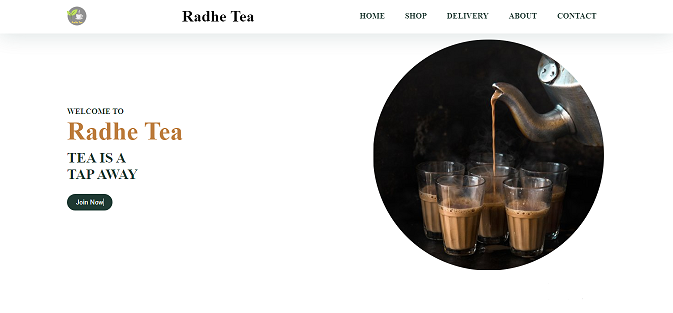 Radhe Tea
HOME SHOP DELIVERY ABOUT CONTACT
WELCOME TO
Radhe Tea
TEA IS A
TAP AWAY
Join Now